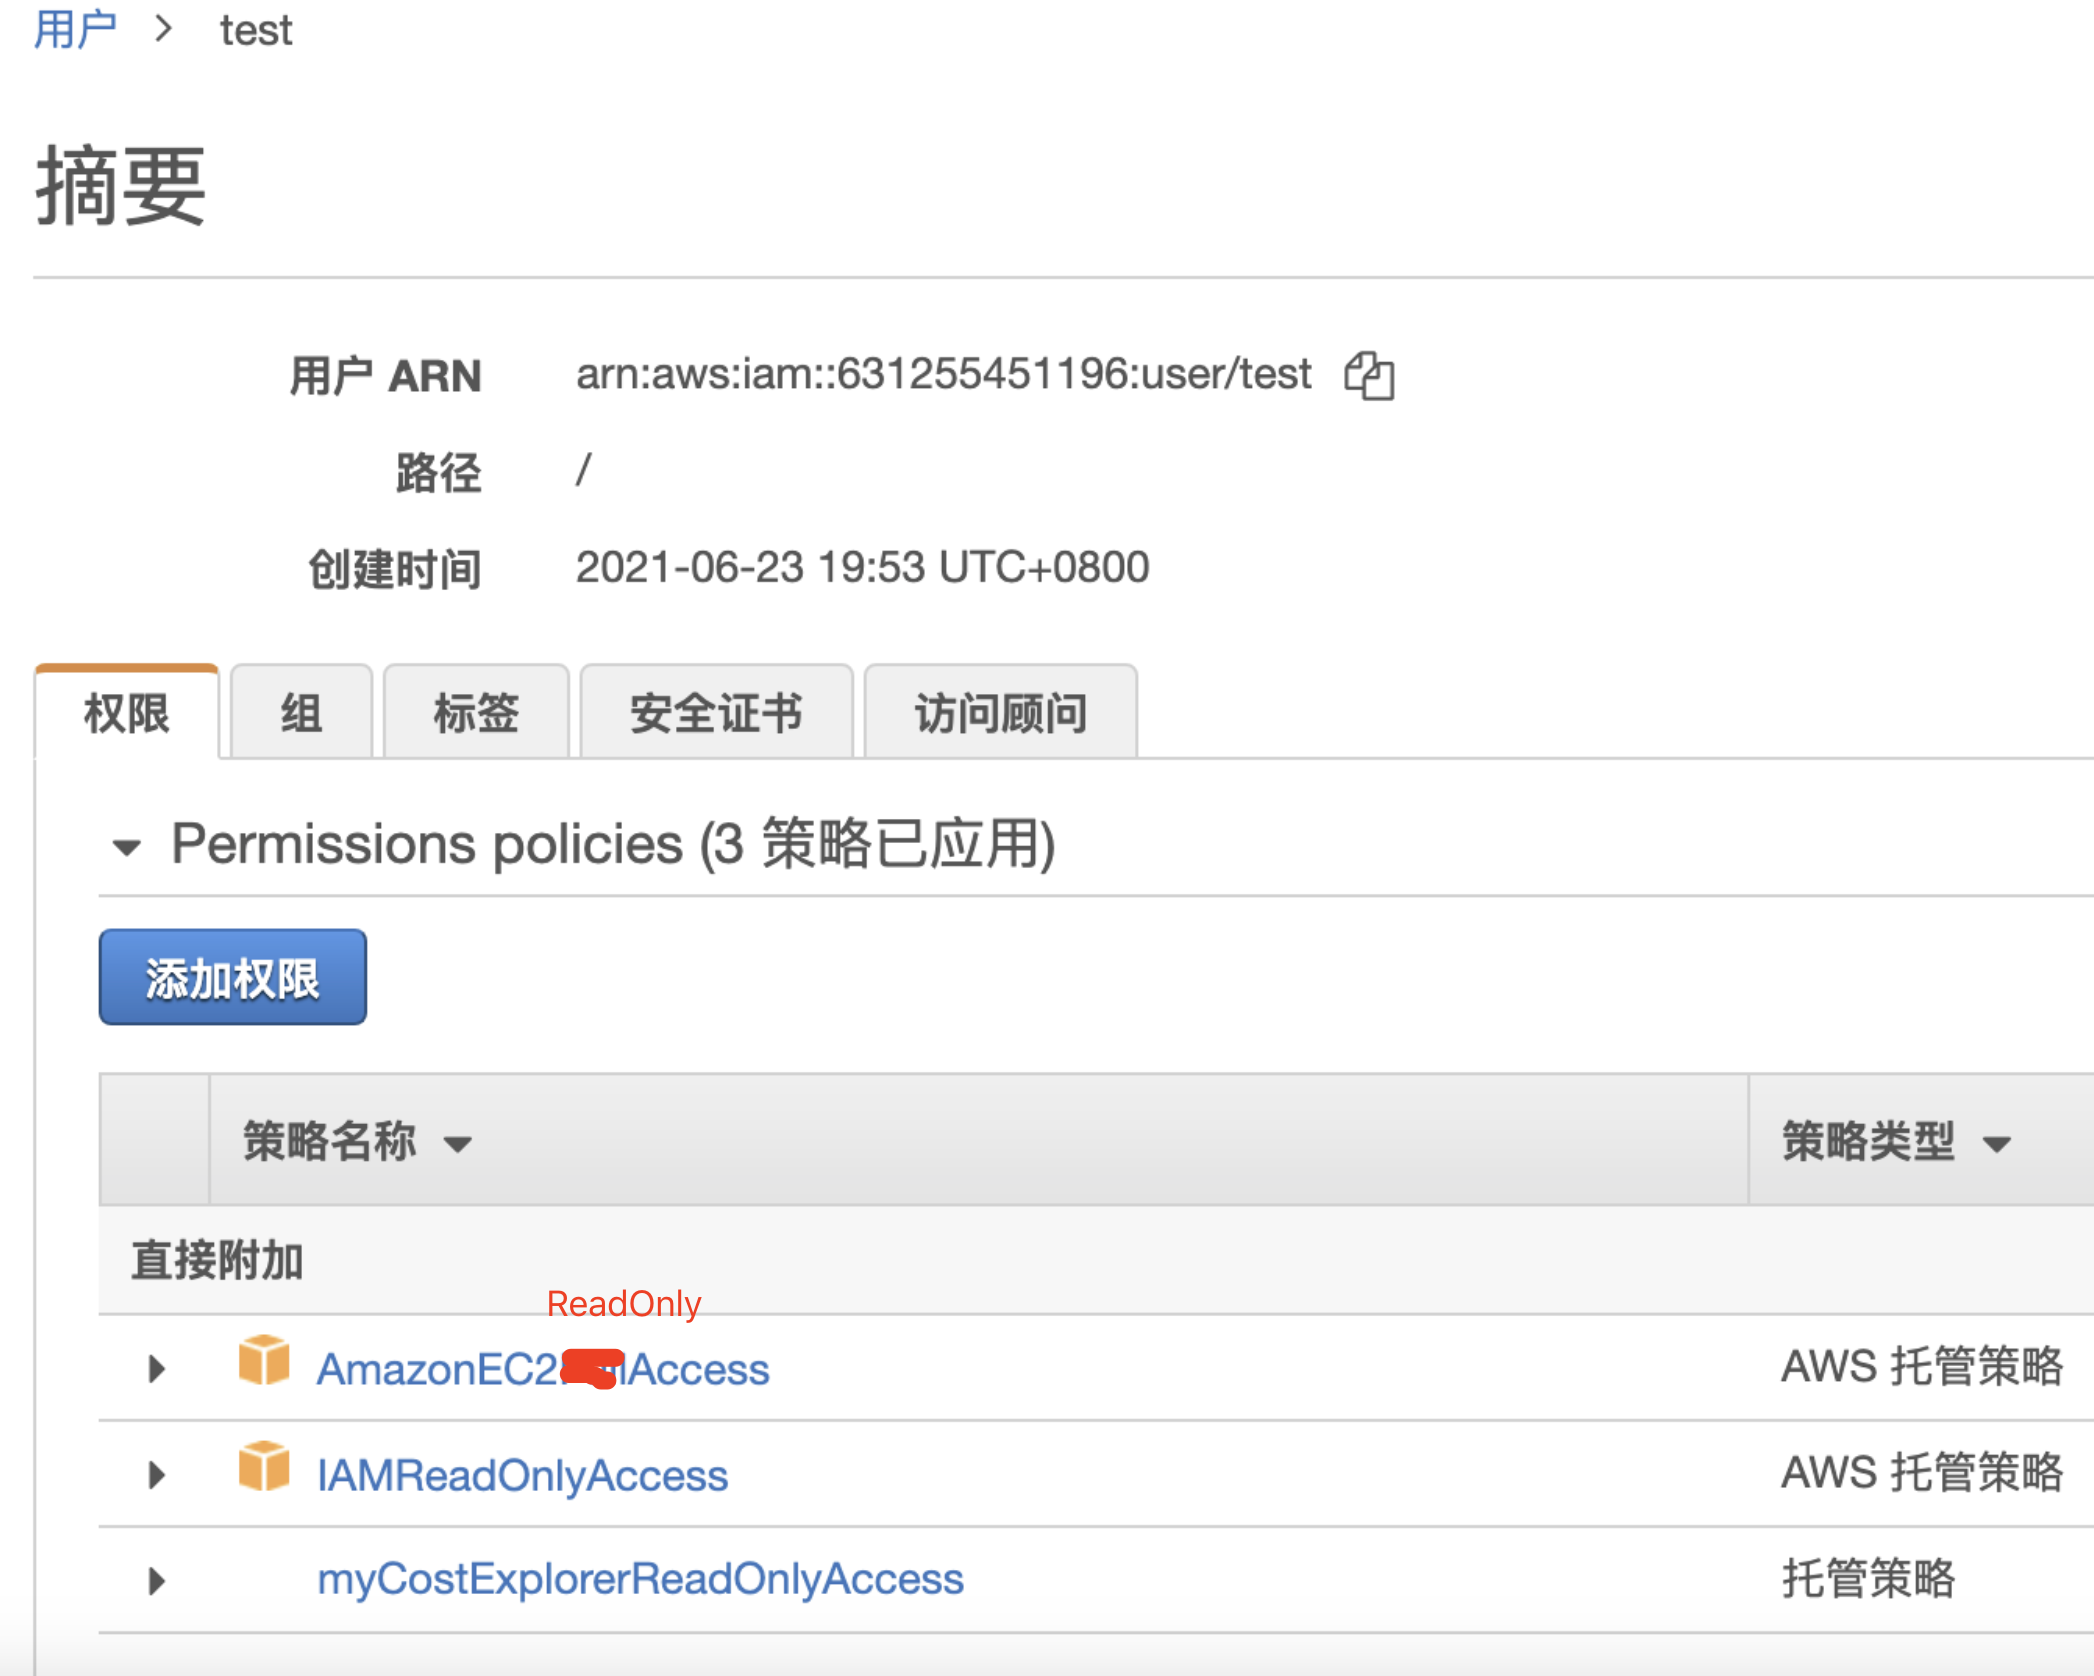 用户 > test
摘要
用户 ARN arn:aws:iam::631255451196:user/test
路径 /
创建时间 2021-06-23 19:53 UTC+0800
权限 组 标签 安全证书 访问顾问
Permissions policies (3 策略已应用)
添加权限
策略名称 策略类型
直接附加
ReadOnly
AmazonEC2 lAccess AWS 托管策略
IAMReadOnlyAccess AWS 托管策略
myCostExplorerReadOnlyAccess 托管策略